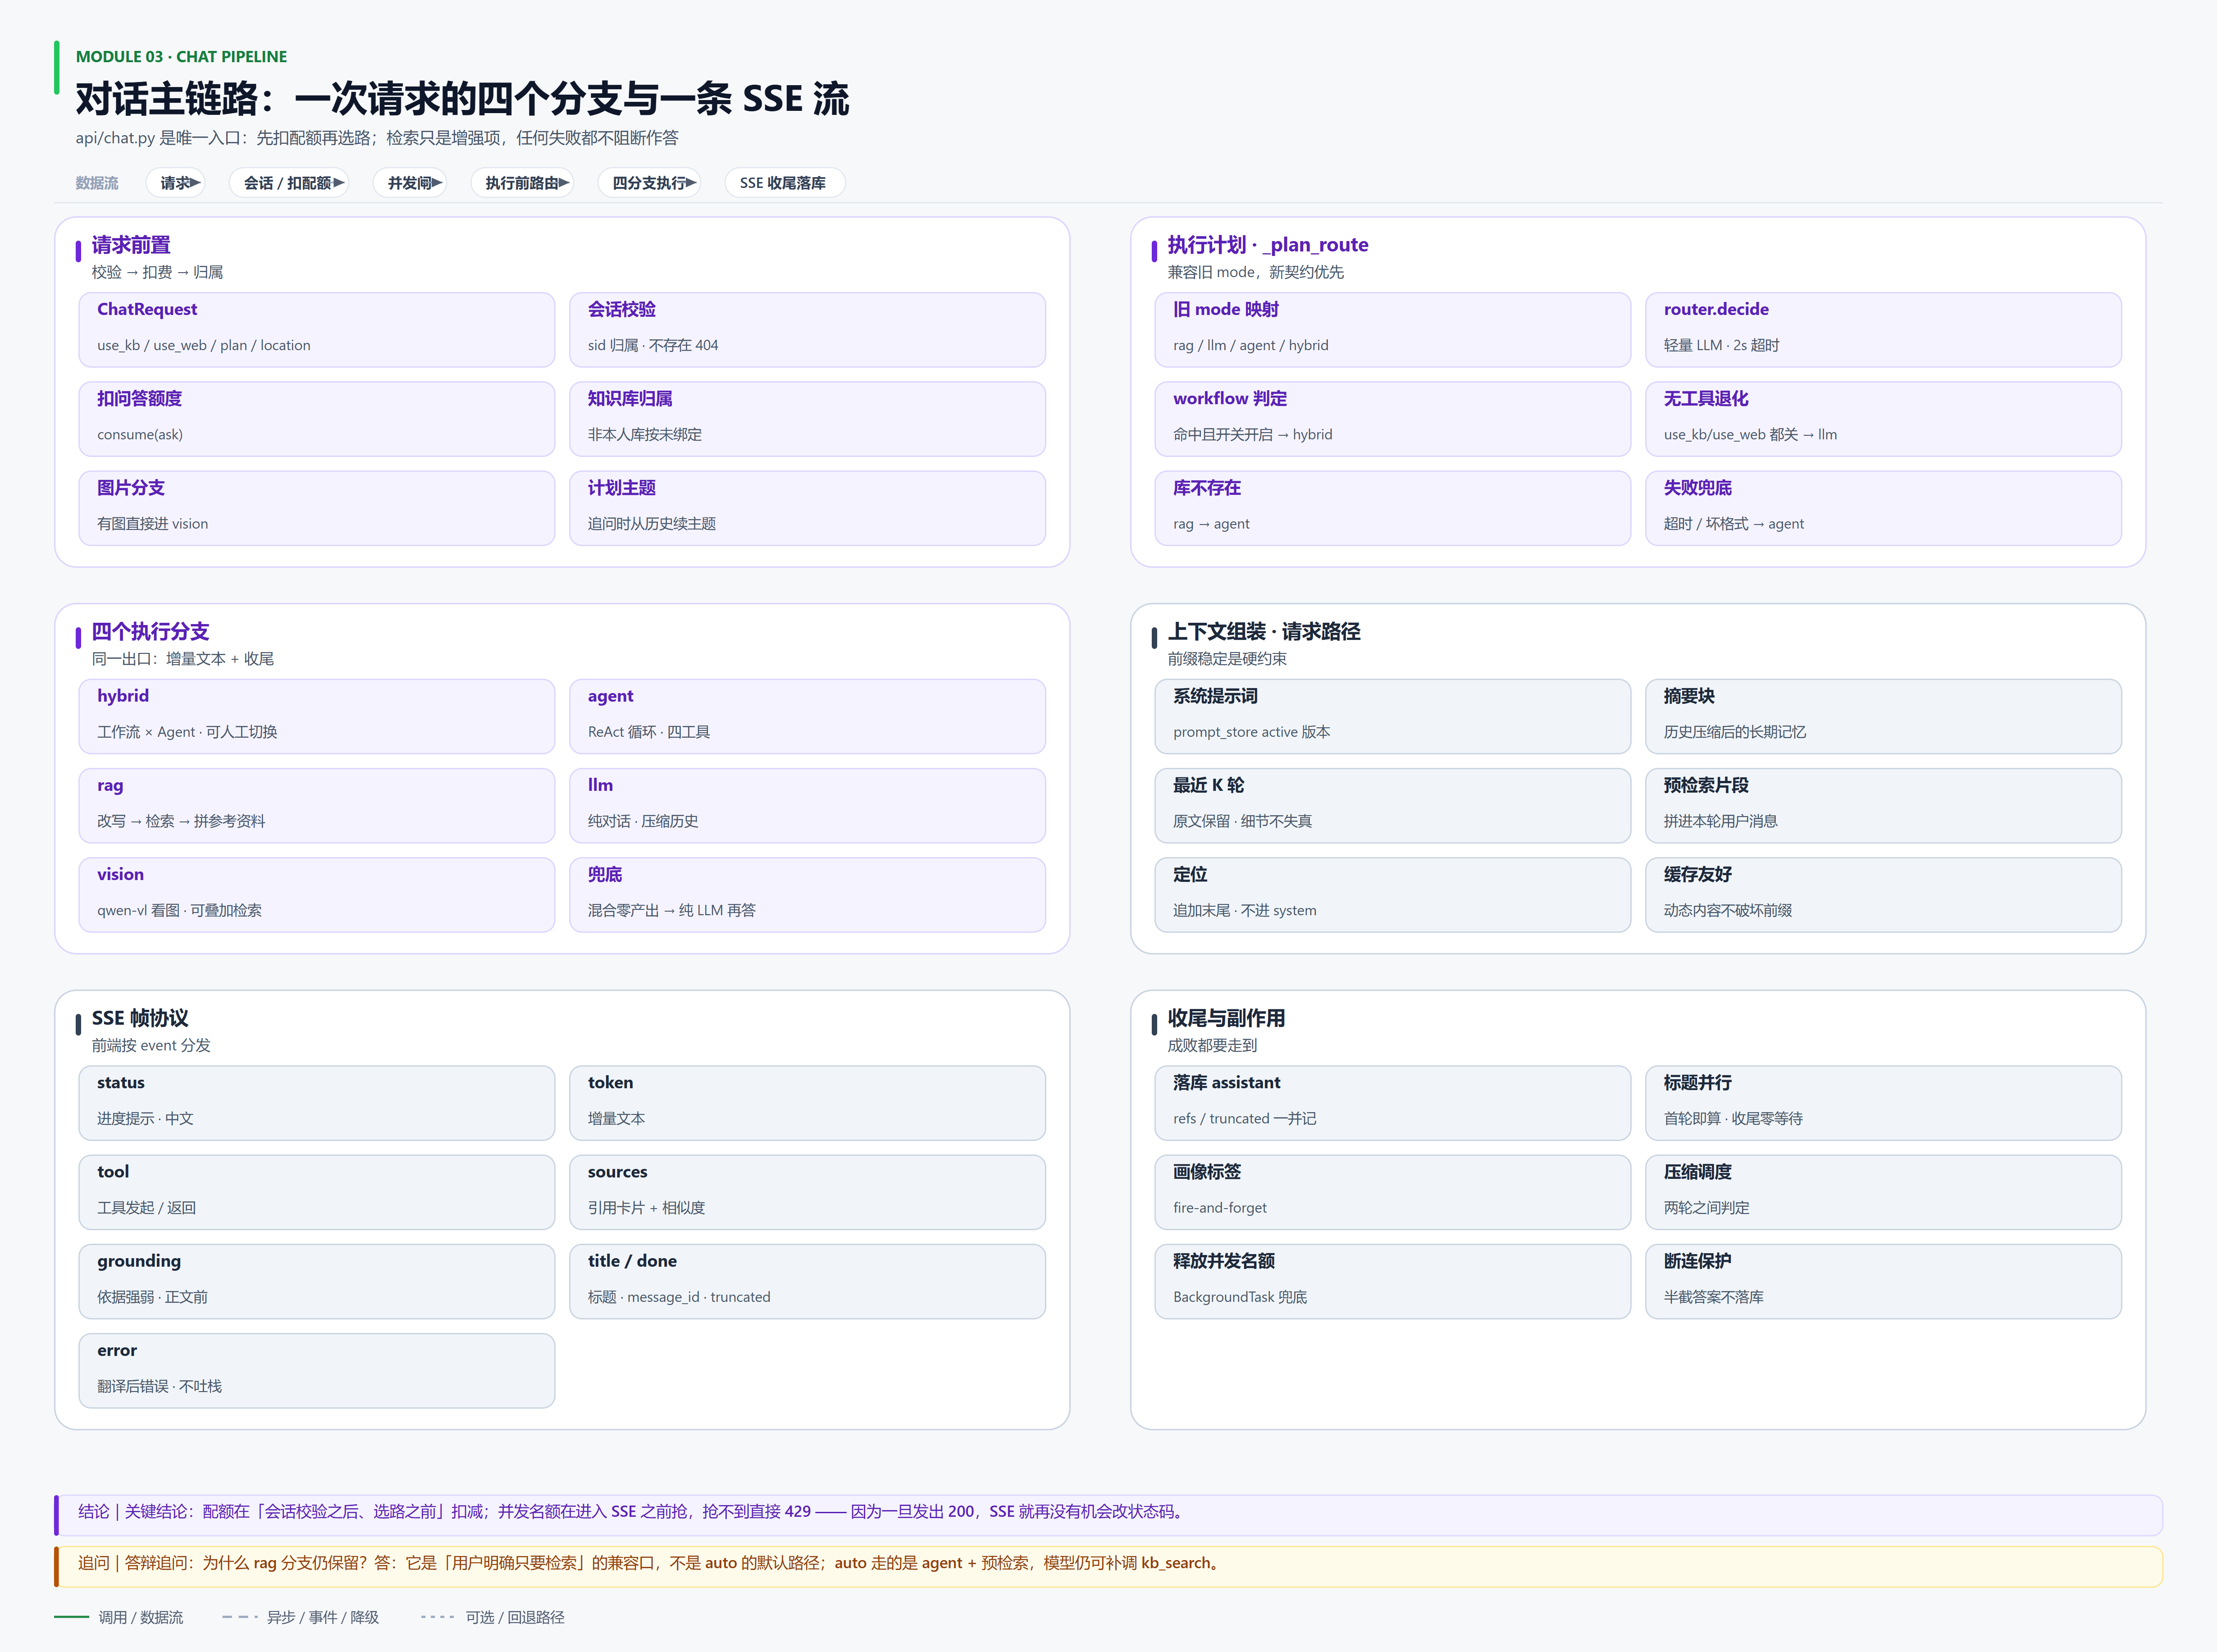 MODULE 03 · CHAT PIPELINE
对话主链路：一次请求的四个分支与一条 SSE 流
api/chat.py 是唯一入口：先扣配额再选路；检索只是增强项，任何失败都不阻断作答
数据流 请求 会话 / 扣配额 并发闸 执行前路由 四分支执行 SSE 收尾落库
请求前置
校验 → 扣费 → 归属
ChatRequest
use_kb / use_web / plan / location
会话校验
sid 归属 · 不存在 404
扣问答额度
consume(ask)
知识库归属
非本人库按未绑定
图片分支
有图直接进 vision
计划主题
追问时从历史续主题
执行计划 · _plan_route
兼容旧 mode，新契约优先
旧 mode 映射
rag / llm / agent / hybrid
router.decide
轻量 LLM · 2s 超时
workflow 判定
命中且开关开启 → hybrid
无工具退化
use_kb/use_web 都关 → llm
库不存在
rag → agent
失败兜底
超时 / 坏格式 → agent
四个执行分支
同一出口：增量文本 + 收尾
hybrid
工作流 × Agent · 可人工切换
agent
ReAct 循环 · 四工具
rag
改写 → 检索 → 拼参考资料
llm
纯对话 · 压缩历史
vision
qwen-vl 看图 · 可叠加检索
兜底
混合零产出 → 纯 LLM 再答
上下文组装 · 请求路径
前缀稳定是硬约束
系统提示词
prompt_store active 版本
摘要块
历史压缩后的长期记忆
最近 K 轮
原文保留 · 细节不失真
预检索片段
拼进本轮用户消息
定位
追加末尾 · 不进 system
缓存友好
动态内容不破坏前缀
SSE 帧协议
前端按 event 分发
status
进度提示 · 中文
token
增量文本
tool
工具发起 / 返回
sources
引用卡片 + 相似度
grounding
依据强弱 · 正文前
title / done
标题 · message_id · truncated
error
翻译后错误 · 不吐栈
收尾与副作用
成败都要走到
落库 assistant
refs / truncated 一并记
标题并行
首轮即算 · 收尾零等待
画像标签
fire-and-forget
压缩调度
两轮之间判定
释放并发名额
BackgroundTask 兜底
断连保护
半截答案不落库
结论 | 关键结论：配额在「会话校验之后、选路之前」扣减；并发名额在进入 SSE 之前抢，抢不到直接 429 —— 因为一旦发出 200，SSE 就再没有机会改状态码。
追问 | 答辩追问：为什么 rag 分支仍保留？答：它是「用户明确只要检索」的兼容口，不是 auto 的默认路径；auto 走的是 agent + 预检索，模型仍可补调 kb_search。
调用 / 数据流 异步 / 事件 / 降级 可选 / 回退路径